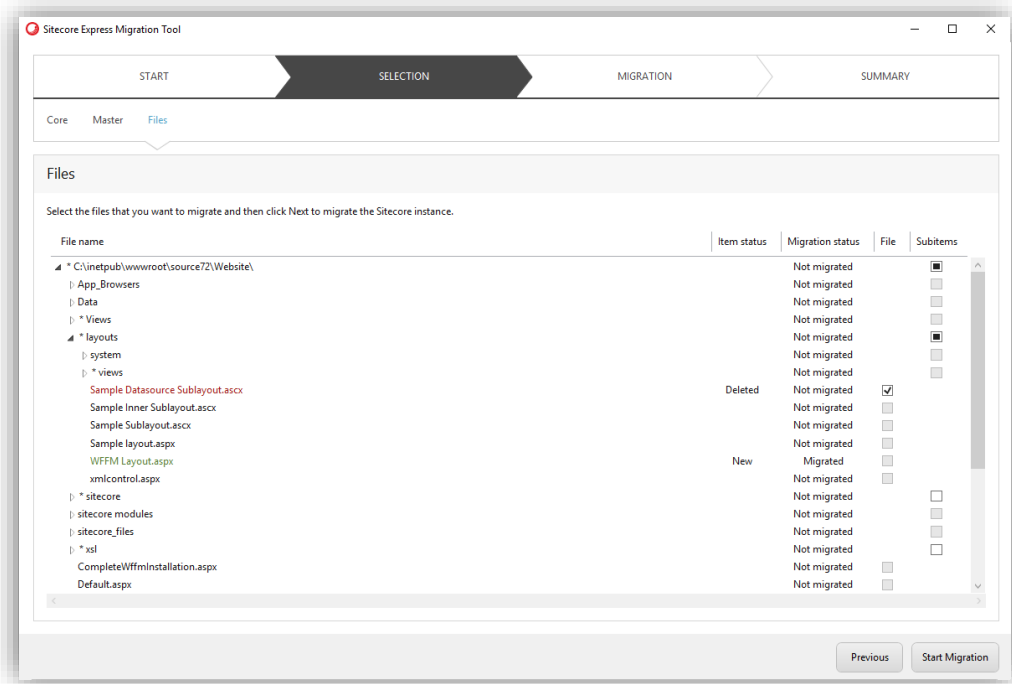 Sitecore Express Migration Tool
START SELECTION MIGRATION SUMMARY
Core Master Files
Files
Select the files that you want to migrate and then click Next to migrate the Sitecore instance.
File name Item status Migration status File Subitems
* C:\inetpub\wwwroot\source72\Website\ Not migrated
App_Browsers Not migrated
Data Not migrated
* Views Not migrated
* layouts Not migrated
system Not migrated
* views Not migrated
Sample Datasource Sublayout.ascx Deleted Not migrated
Sample Inner Sublayout.ascx Not migrated
Sample Sublayout.ascx Not migrated
Sample layout.aspx Not migrated
WFFM Layout.aspx New Migrated
xmlcontrol.aspx Not migrated
* sitecore Not migrated
sitecore modules Not migrated
sitecore_files Not migrated
* xsl Not migrated
CompleteWffmInstallation.aspx Not migrated
Default.aspx Not migrated
Previous Start Migration